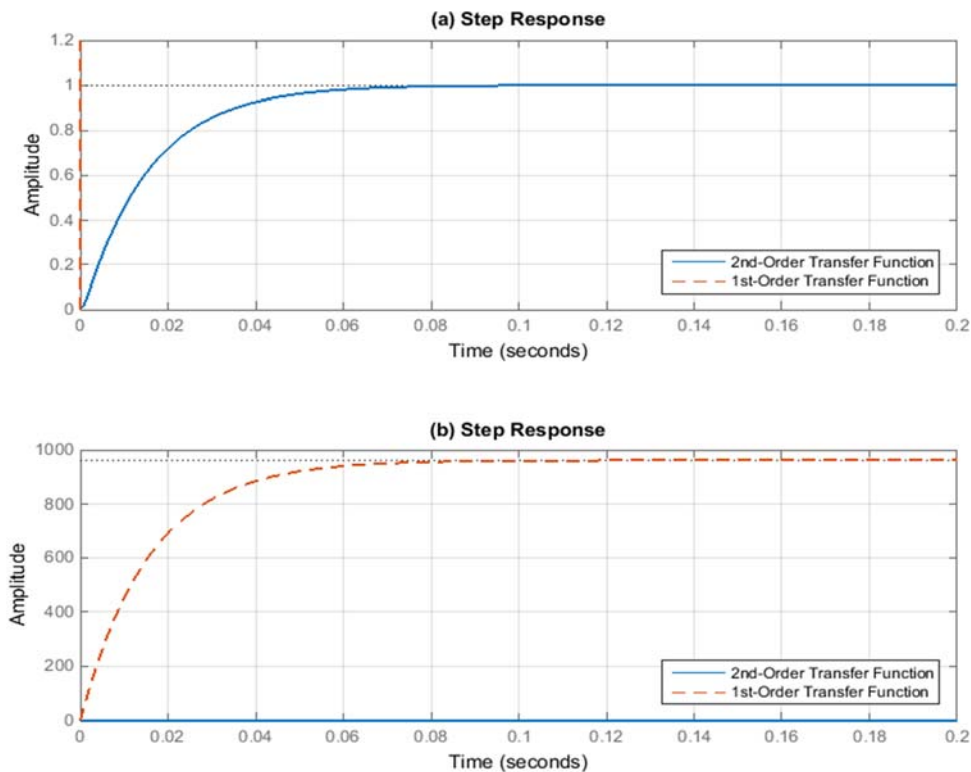 (a) Step Response
1.2
1
0.8
0.6
0.4
0.2
0
Amplitude
2nd-Order Transfer Function
1st-Order Transfer Function
0 0.02 0.04 0.06 0.08 0.1 0.12 0.14 0.16 0.18 0.2
Time (seconds)
(b) Step Response
1000
800
600
400
200
0
Amplitude
2nd-Order Transfer Function
1st-Order Transfer Function
0 0.02 0.04 0.06 0.08 0.1 0.12 0.14 0.16 0.18 0.2
Time (seconds)